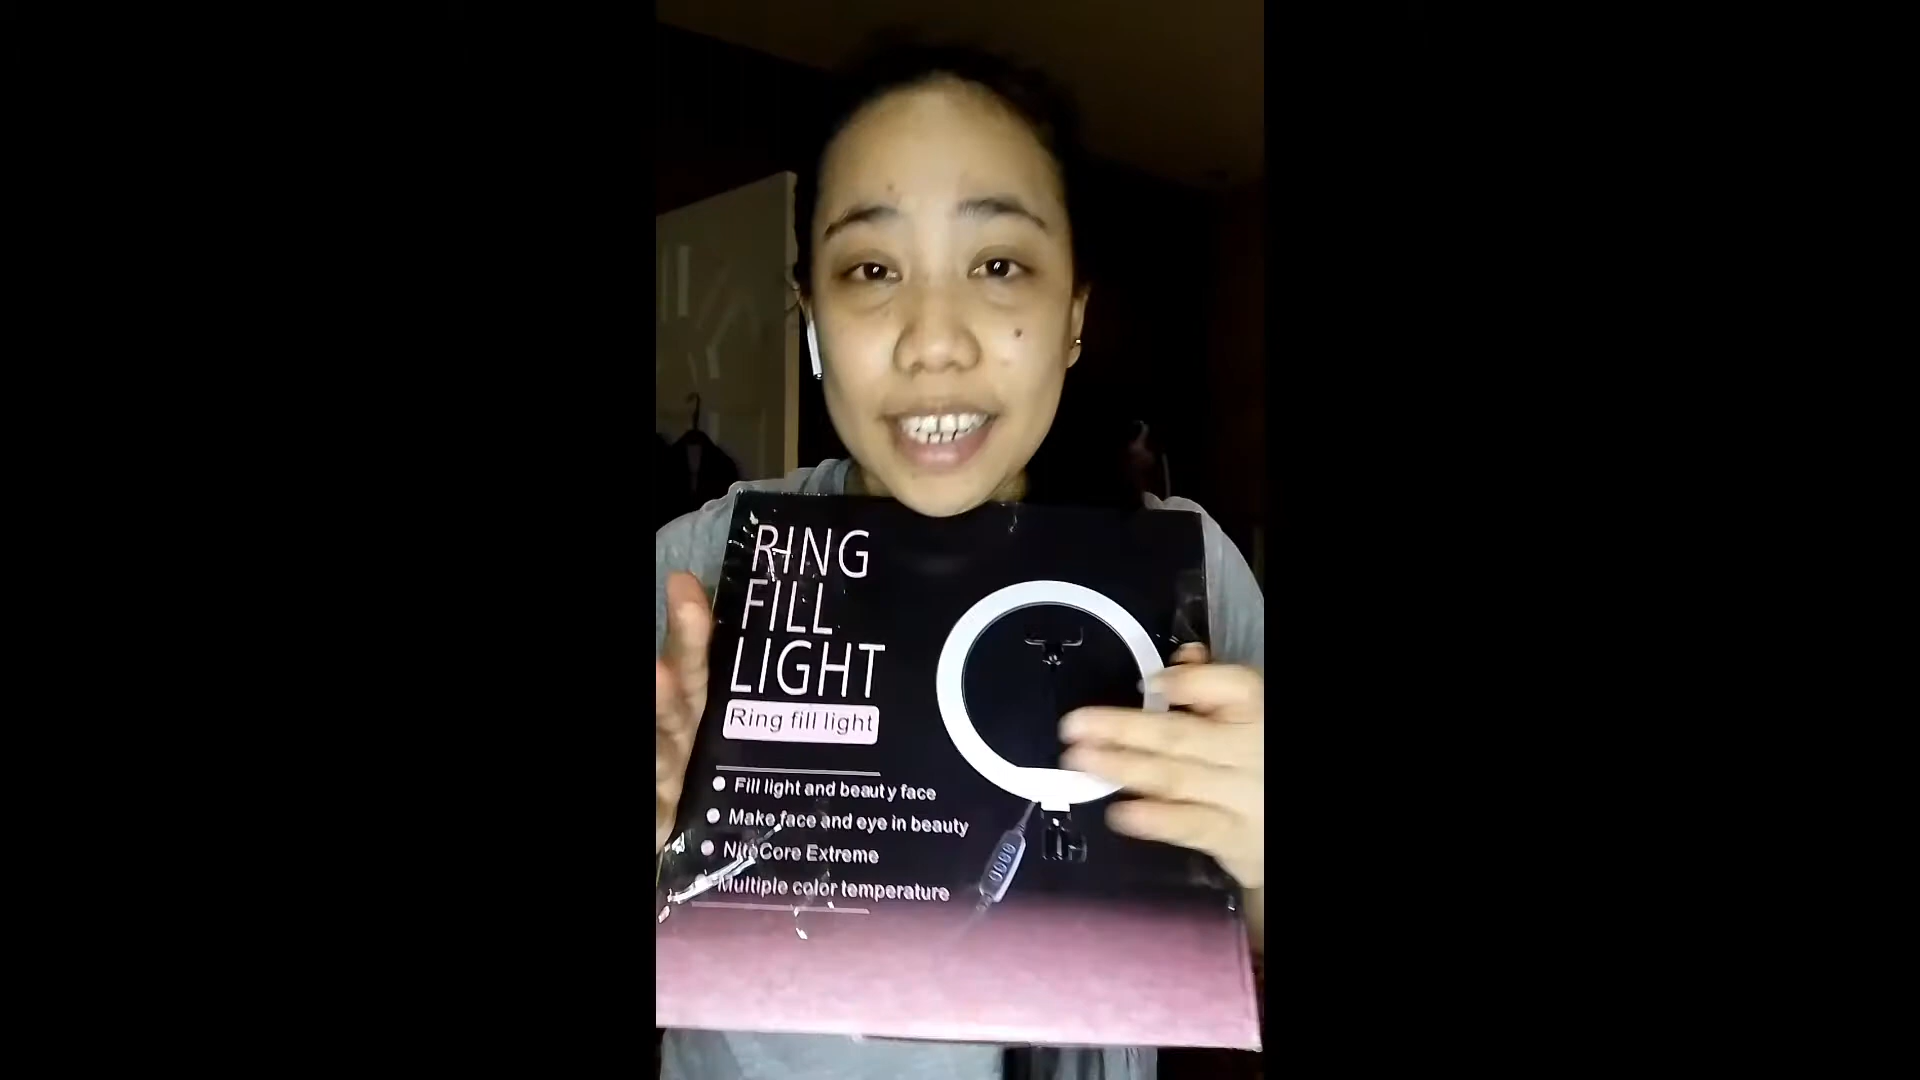 RING
FILL
LIGHT
Ring fill light
Fill light and beauty face
Make face and eye in beauty
NiteCore Extreme
Multiple color temperature